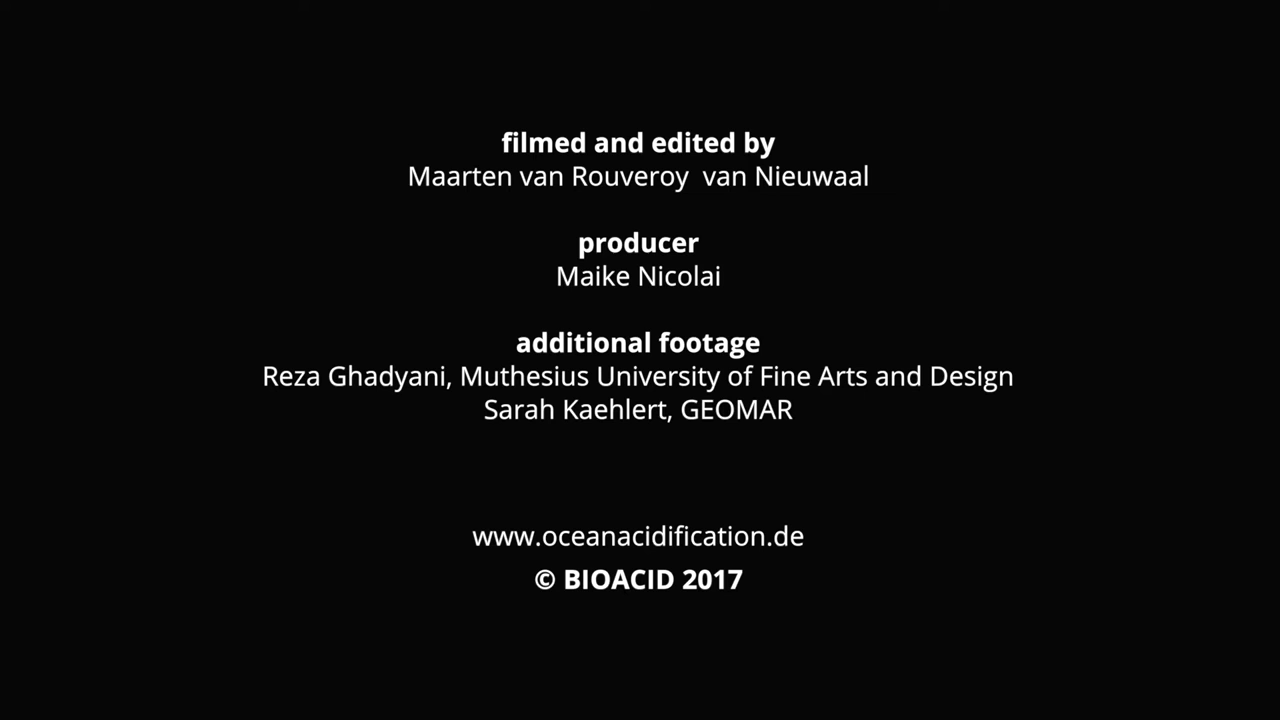 filmed and edited by
Maarten van Rouveroy  van Nieuwaal
producer
Maike Nicolai
additional footage
Reza Ghadyani, Muthesius University of Fine Arts and Design
Sarah Kaehlert, GEOMAR
www.oceanacidification.de
© BIOACID 2017